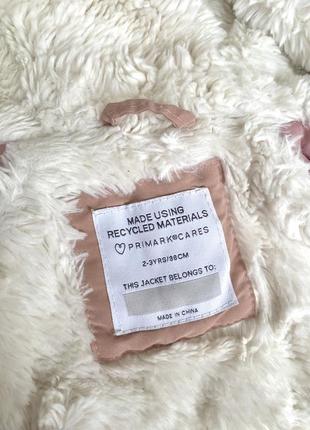 MADE USING
RECYCLED MATERIALS
PRIMARK®CARES
2-3YRS/98CM
THIS JACKET BELONGS TO:
MADE IN CHINA